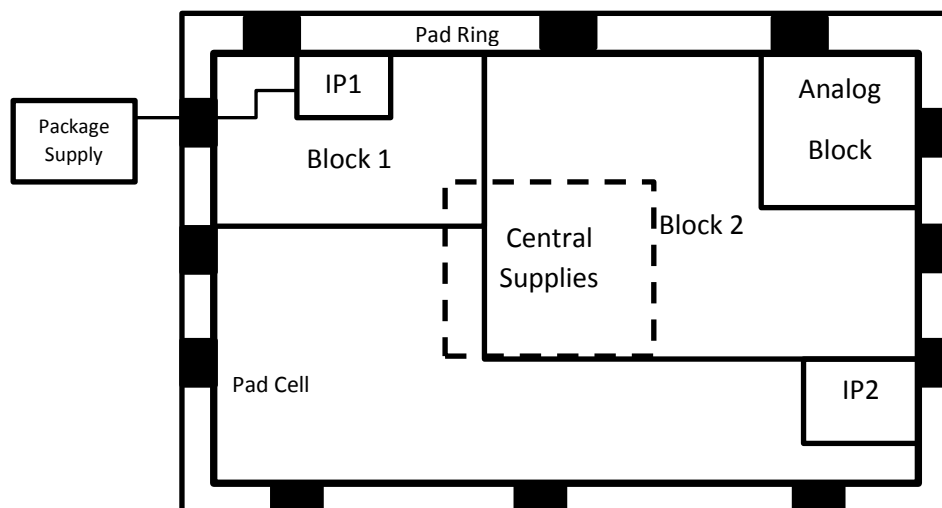 Pad Ring
IP1
Analog
Block
Package
Supply
Block 1
Block 2
Central
Supplies
Pad Cell
IP2